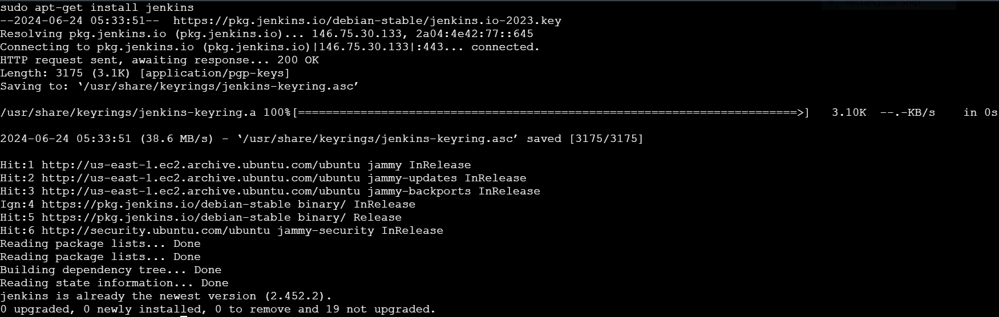 sudo apt-get install jenkins
--2024-06-24 05:33:51--  https://pkg.jenkins.io/debian-stable/jenkins.io-2023.key
Resolving pkg.jenkins.io (pkg.jenkins.io)... 146.75.30.133, 2a04:4e42:77::645
Connecting to pkg.jenkins.io (pkg.jenkins.io)|146.75.30.133|:443... connected.
HTTP request sent, awaiting response... 200 OK
Length: 3175 (3.1K) [application/pgp-keys]
Saving to: ‘/usr/share/keyrings/jenkins-keyring.asc’
/usr/share/keyrings/jenkins-keyring.a 100%[========================================================================>]   3.10K  --.-KB/s    in 0s
2024-06-24 05:33:51 (38.6 MB/s) - ‘/usr/share/keyrings/jenkins-keyring.asc’ saved [3175/3175]
Hit:1 http://us-east-1.ec2.archive.ubuntu.com/ubuntu jammy InRelease
Hit:2 http://us-east-1.ec2.archive.ubuntu.com/ubuntu jammy-updates InRelease
Hit:3 http://us-east-1.ec2.archive.ubuntu.com/ubuntu jammy-backports InRelease
Ign:4 https://pkg.jenkins.io/debian-stable binary/ InRelease
Hit:5 https://pkg.jenkins.io/debian-stable binary/ Release
Hit:6 http://security.ubuntu.com/ubuntu jammy-security InRelease
Reading package lists... Done
Reading package lists... Done
Building dependency tree... Done
Reading state information... Done
jenkins is already the newest version (2.452.2).
0 upgraded, 0 newly installed, 0 to remove and 19 not upgraded.